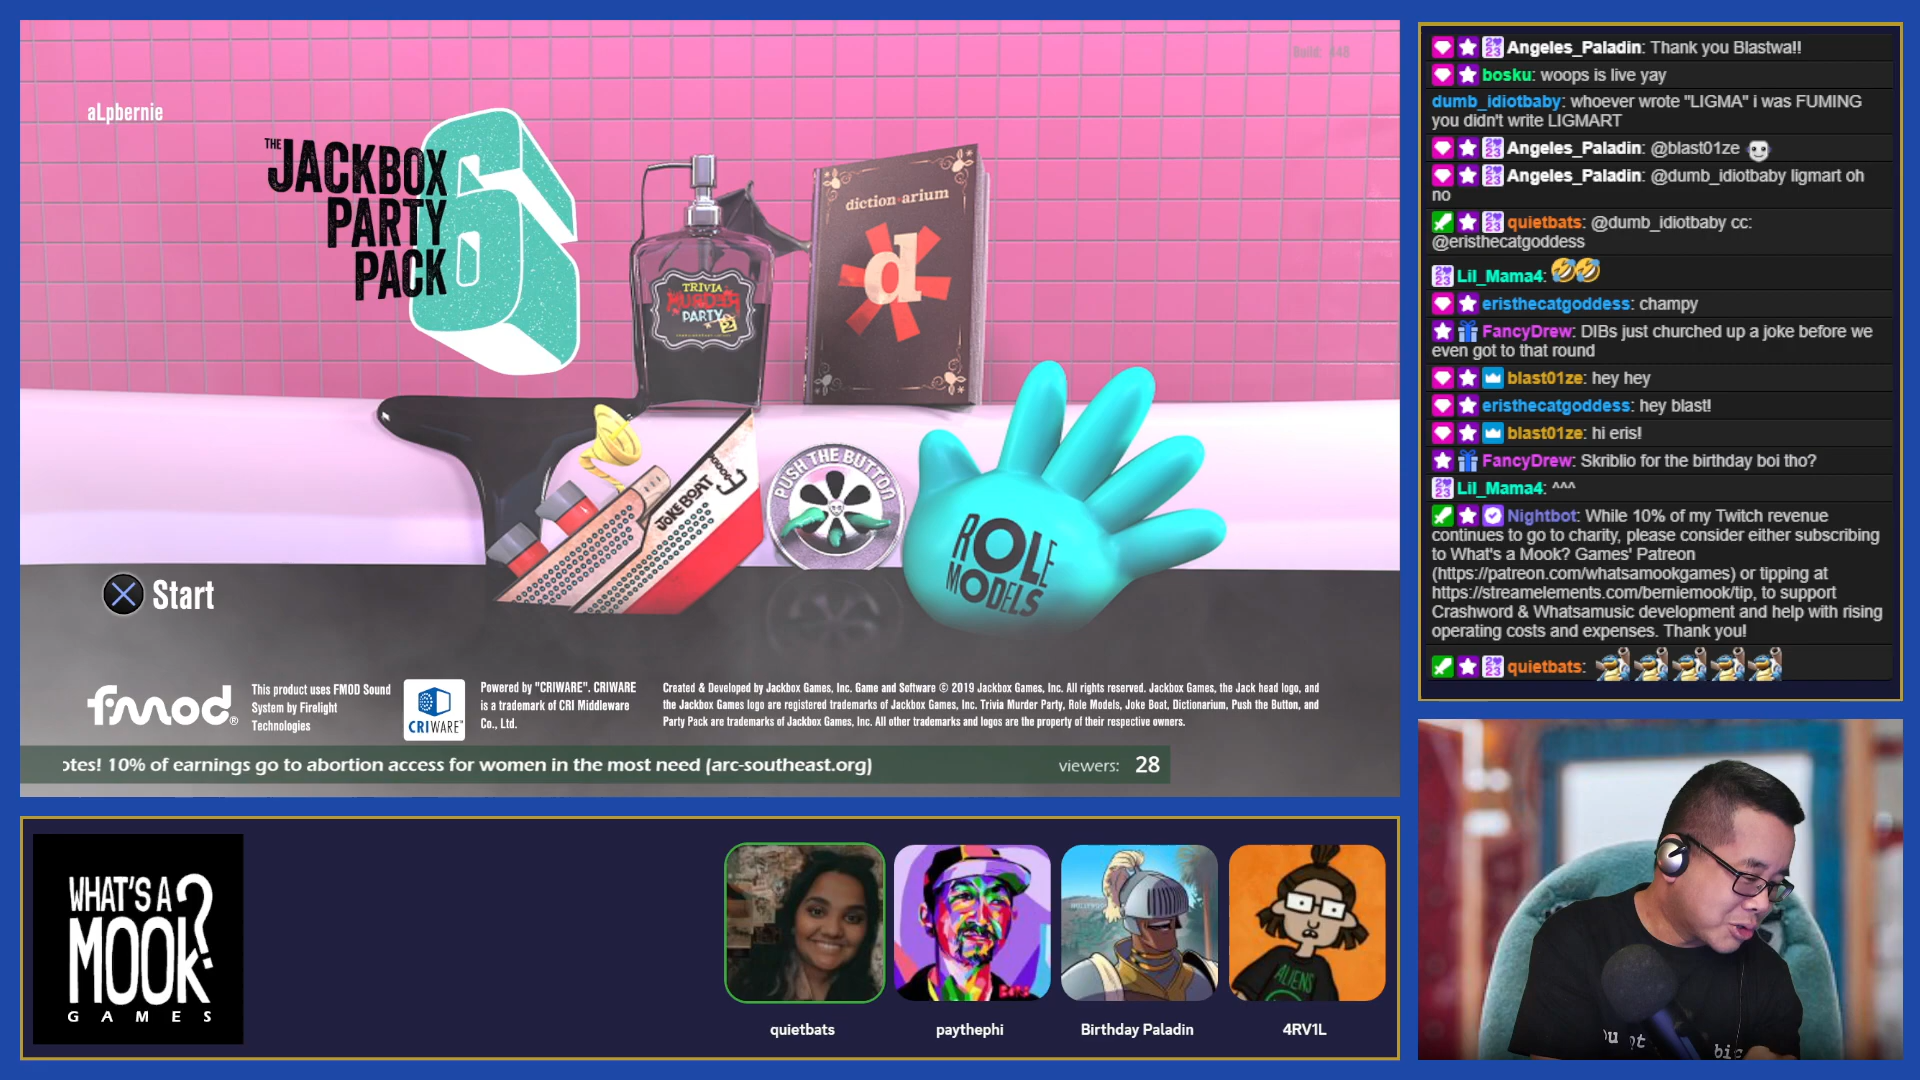 Build: 448
aLpbernie
THE
JACKBOX
PARTY
PACK
6
TRIVIA
MURDER
PARTY
2
diction·arium
d
JOKE BOAT
PUSH THE BUTTON
ROLE
MODELS
Start
fmod®
This product uses FMOD Sound
System by Firelight
Technologies
CRIWARE™
Powered by "CRIWARE". CRIWARE
is a trademark of CRI Middleware
Co., Ltd.
Created & Developed by Jackbox Games, Inc. Game and Software © 2019 Jackbox Games, Inc. All rights reserved. Jackbox Games, the Jack head logo, and
the Jackbox Games logo are registered trademarks of Jackbox Games, Inc. Trivia Murder Party, Role Models, Joke Boat, Dictionarium, Push the Button, and
Party Pack are trademarks of Jackbox Games, Inc. All other trademarks and logos are the property of their respective owners.
otes! 10% of earnings go to abortion access for women in the most need (arc-southeast.org)
viewers: 28
WHAT'S A
MOOK?
GAMES
quietbats
paythephi
Birthday Paladin
ALIENS
4RV1L
Angeles_Paladin: Thank you Blastwa!!
bosku: woops is live yay
dumb_idiotbaby: whoever wrote "LIGMA" i was FUMING
you didn't write LIGMART
Angeles_Paladin: @blast01ze
Angeles_Paladin: @dumb_idiotbaby ligmart oh
no
quietbats: @dumb_idiotbaby cc:
@eristhecatgoddess
Lil_Mama4: 🤣🤣
eristhecatgoddess: champy
FancyDrew: DIBs just churched up a joke before we
even got to that round
blast01ze: hey hey
eristhecatgoddess: hey blast!
blast01ze: hi eris!
FancyDrew: Skriblio for the birthday boi tho?
Lil_Mama4: ^^^
Nightbot: While 10% of my Twitch revenue
continues to go to charity, please consider either subscribing
to What's a Mook? Games' Patreon
(https://patreon.com/whatsamookgames) or tipping at
https://streamelements.com/berniemook/tip, to support
Crashword & Whatsamusic development and help with rising
operating costs and expenses. Thank you!
quietbats: